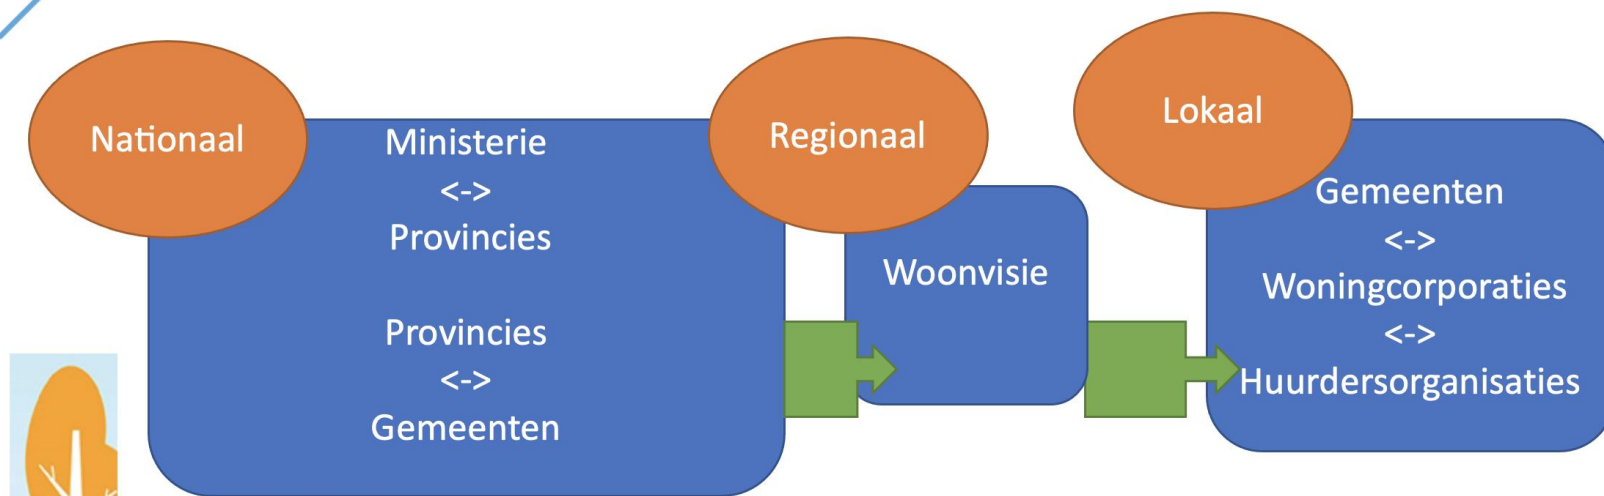 Nationaal
Ministerie
<->
Provincies
Provincies
<->
Gemeenten
Regionaal
Woonvisie
Lokaal
Gemeenten
<->
Woningcorporaties
<->
Huurdersorganisaties